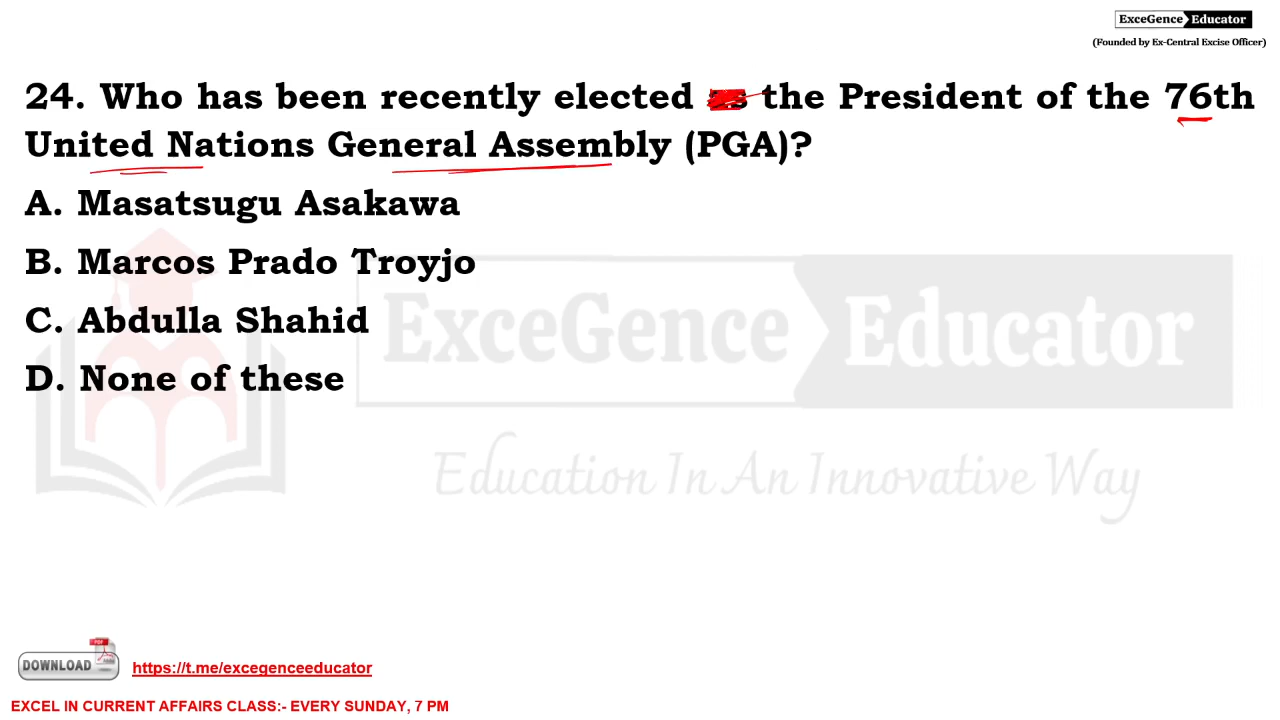 ExceGence Educator
(Founded by Ex-Central Excise Officer)
24. Who has been recently elected the President of the 76th
United Nations General Assembly (PGA)?
A. Masatsugu Asakawa
B. Marcos Prado Troyjo
C. Abdulla Shahid
D. None of these
ExceGence Educator
Education In An Innovative Way
DOWNLOAD
PDF
https://t.me/excegenceeducator
EXCEL IN CURRENT AFFAIRS CLASS:- EVERY SUNDAY, 7 PM